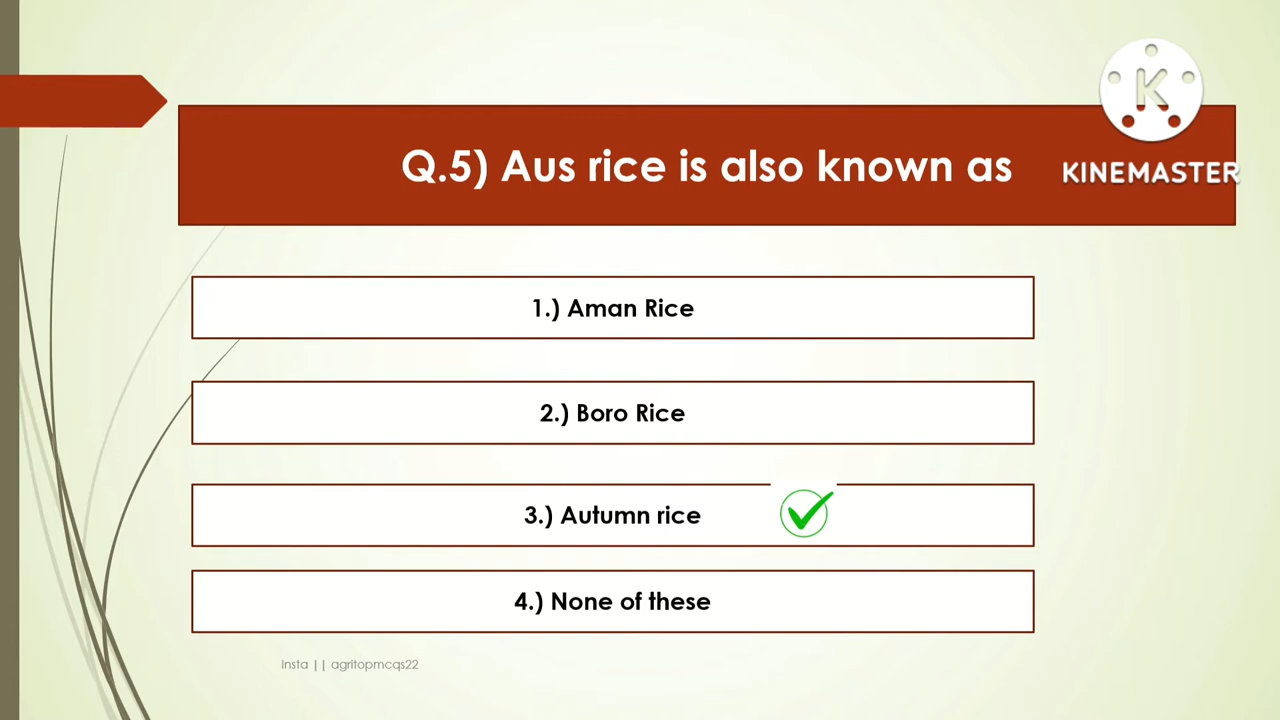 Q.5) Aus rice is also known as
K
KINEMASTER
1.) Aman Rice
2.) Boro Rice
3.) Autumn rice
4.) None of these
Insta || agritopmcqs22